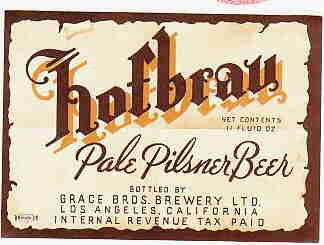 Hofbrau
NET CONTENTS
11 FLUID OZ.
Pale Pilsner Beer
BOTTLED BY
GRACE BROS. BREWERY LTD.
LOS ANGELES, CALIFORNIA
INTERNAL REVENUE TAX PAID